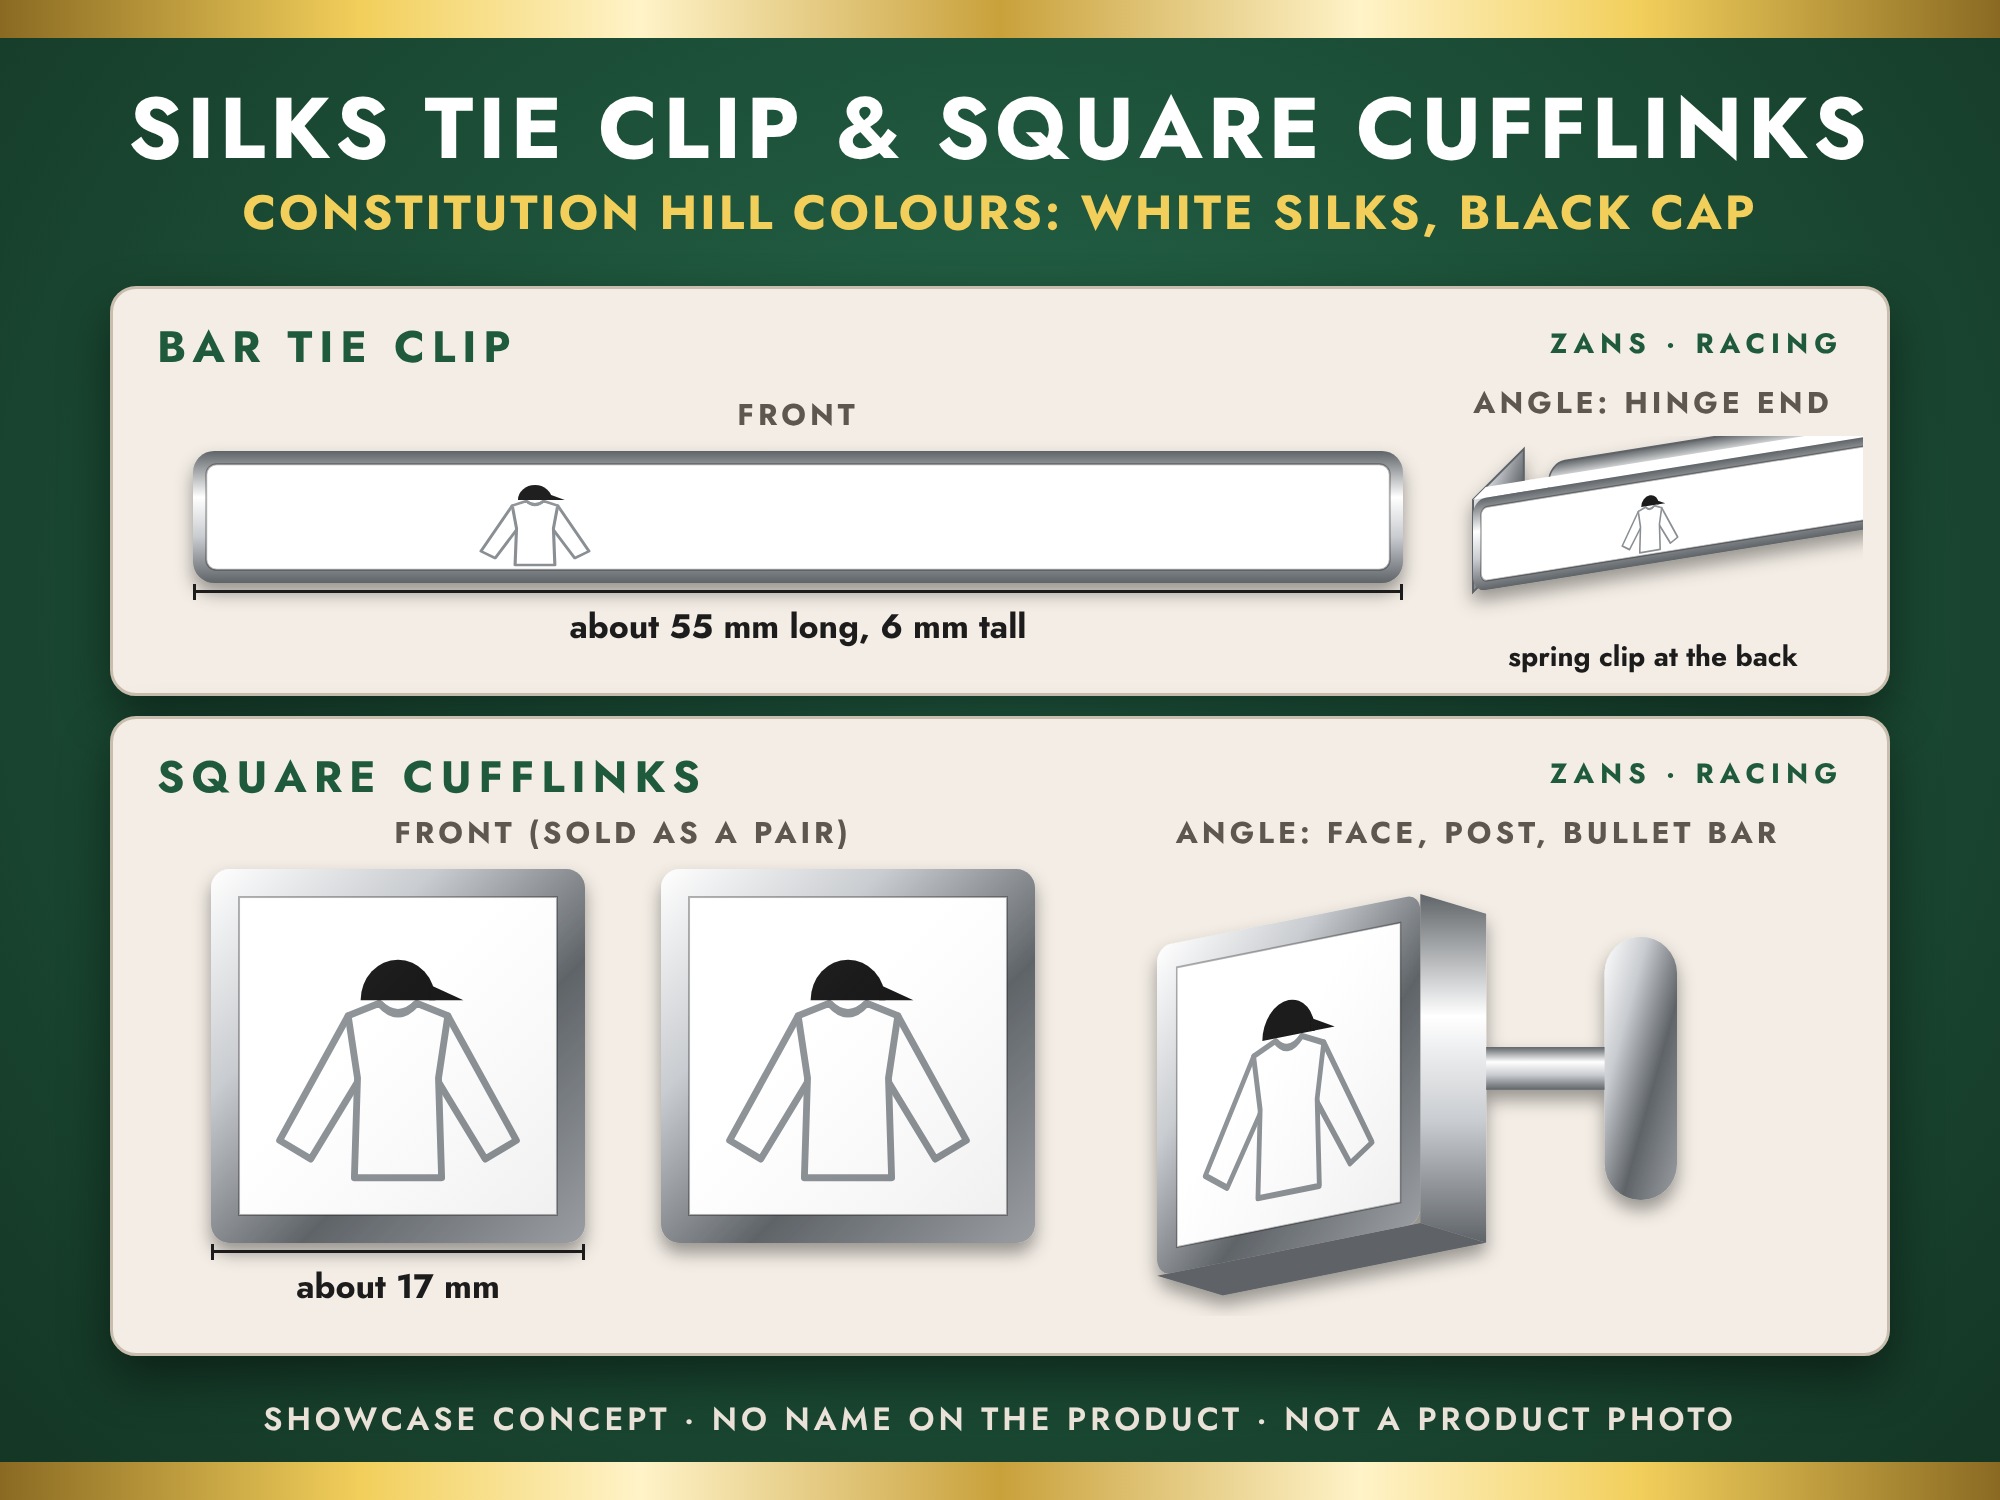 SILKS TIE CLIP & SQUARE CUFFLINKS
CONSTITUTION HILL COLOURS: WHITE SILKS, BLACK CAP
BAR TIE CLIP
ZANS · RACING
FRONT
ANGLE: HINGE END
about 55 mm long, 6 mm tall
spring clip at the back
SQUARE CUFFLINKS
ZANS · RACING
FRONT (SOLD AS A PAIR)
ANGLE: FACE, POST, BULLET BAR
about 17 mm
SHOWCASE CONCEPT · NO NAME ON THE PRODUCT · NOT A PRODUCT PHOTO